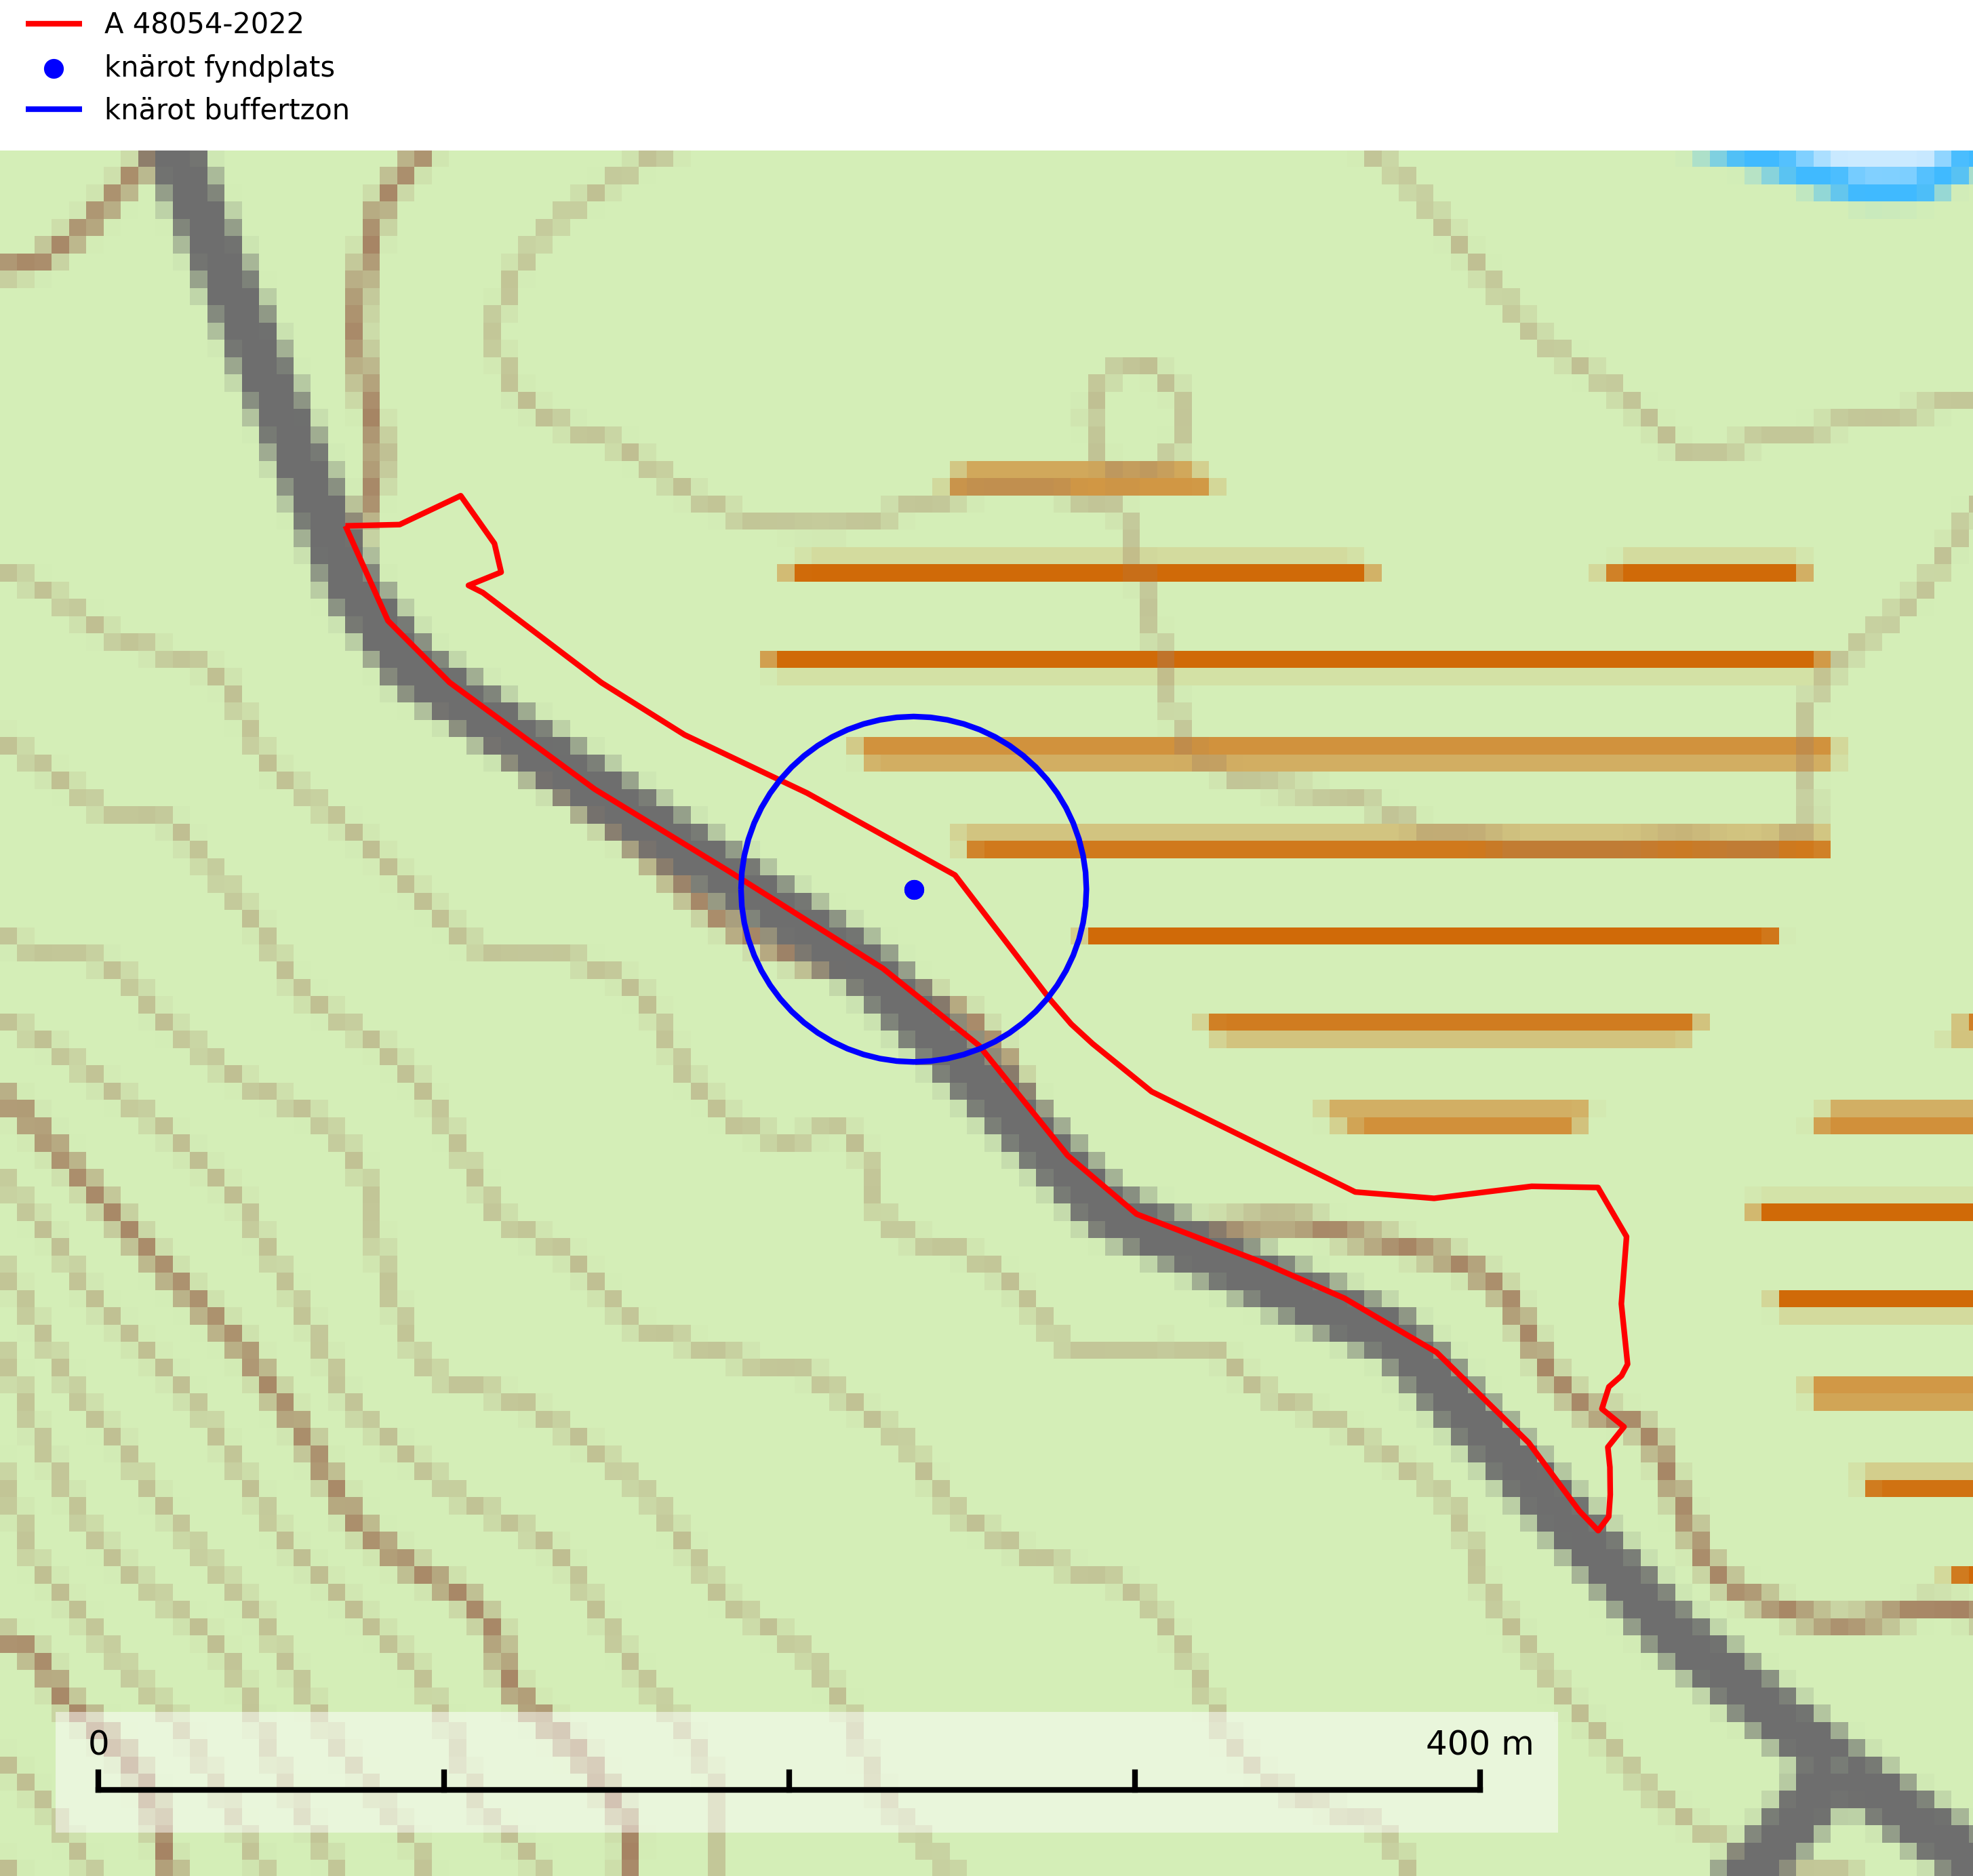 A 48054-2022
knärot fyndplats
knärot buffertzon
0 400 m